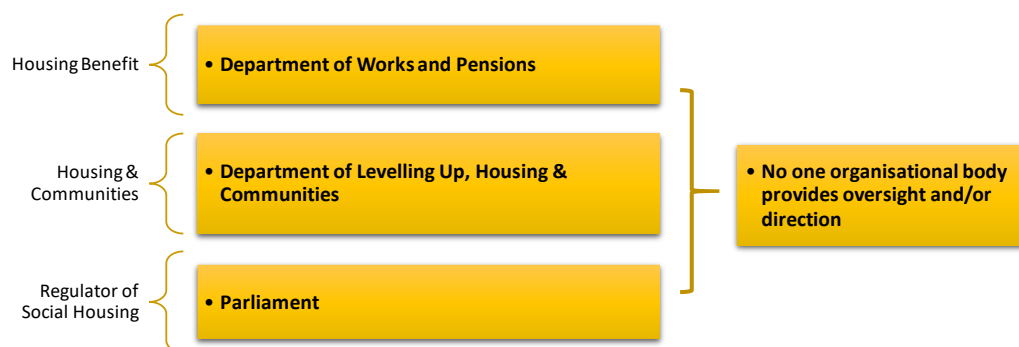 Housing Benefit
• Department of Works and Pensions
Housing &
Communities
• Department of Levelling Up, Housing &
Communities
Regulator of
Social Housing
• Parliament
• No one organisational body
provides oversight and/or
direction